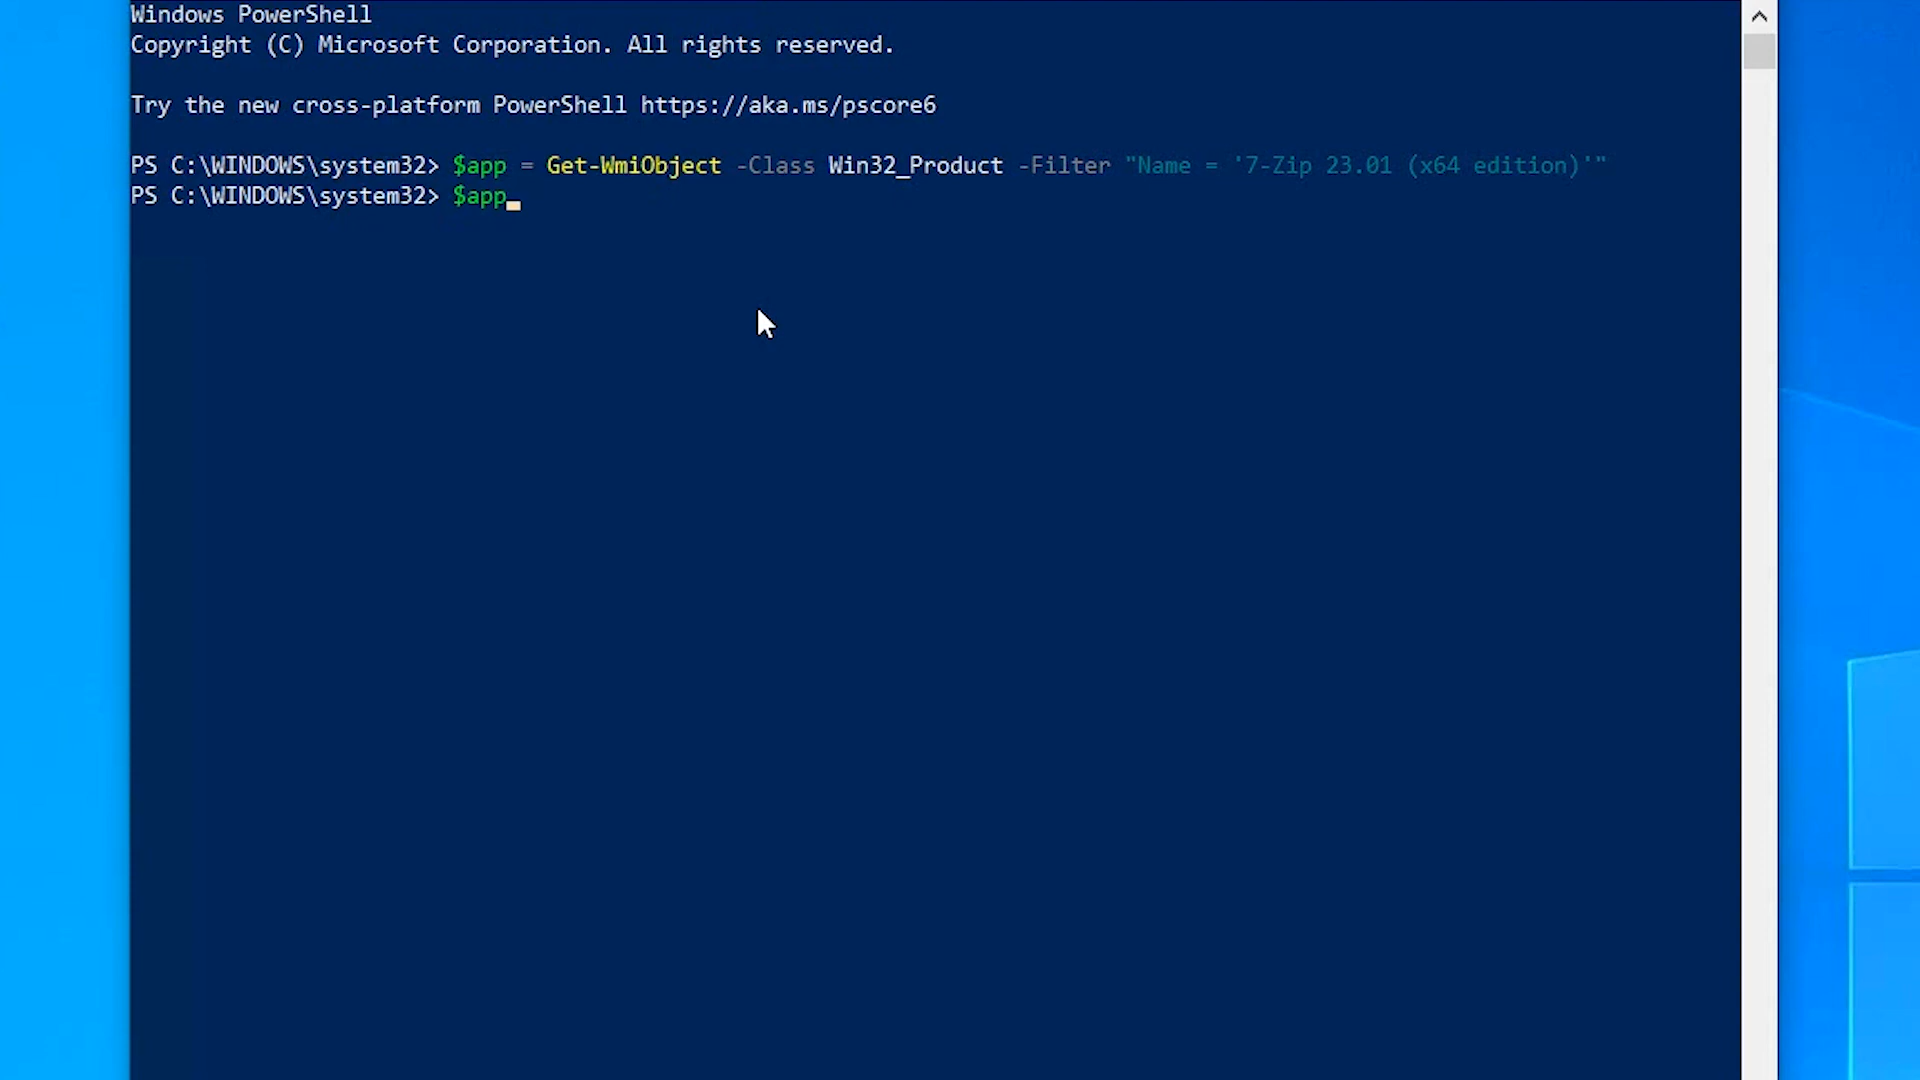 Windows PowerShell
Copyright (C) Microsoft Corporation. All rights reserved.
Try the new cross-platform PowerShell https://aka.ms/pscore6
PS C:\WINDOWS\system32> $app = Get-WmiObject -Class Win32_Product -Filter "Name = '7-Zip 23.01 (x64 edition)'"
PS C:\WINDOWS\system32> $app